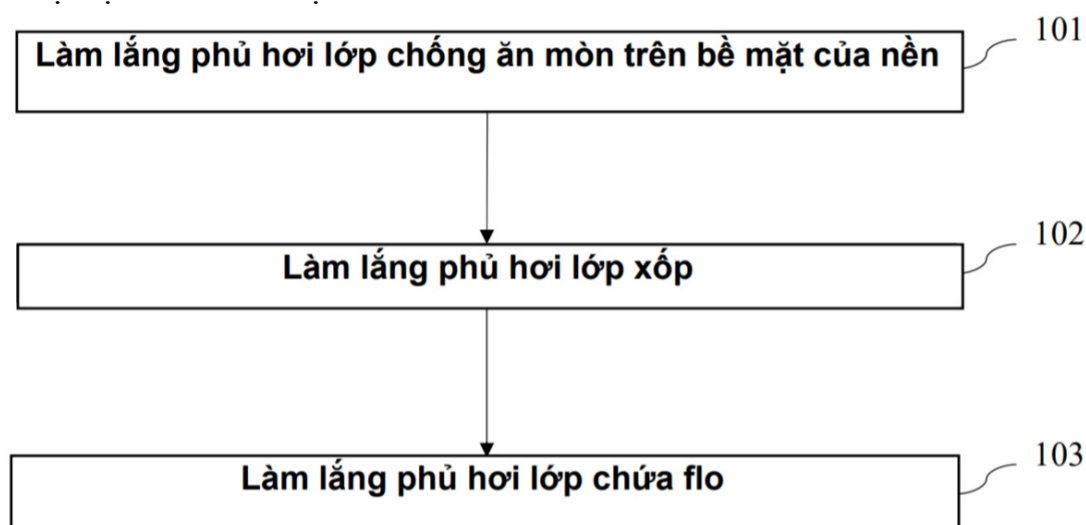 Làm lắng phủ hơi lớp chống ăn mòn trên bề mặt của nền
101
Làm lắng phủ hơi lớp xốp
102
Làm lắng phủ hơi lớp chứa flo
103